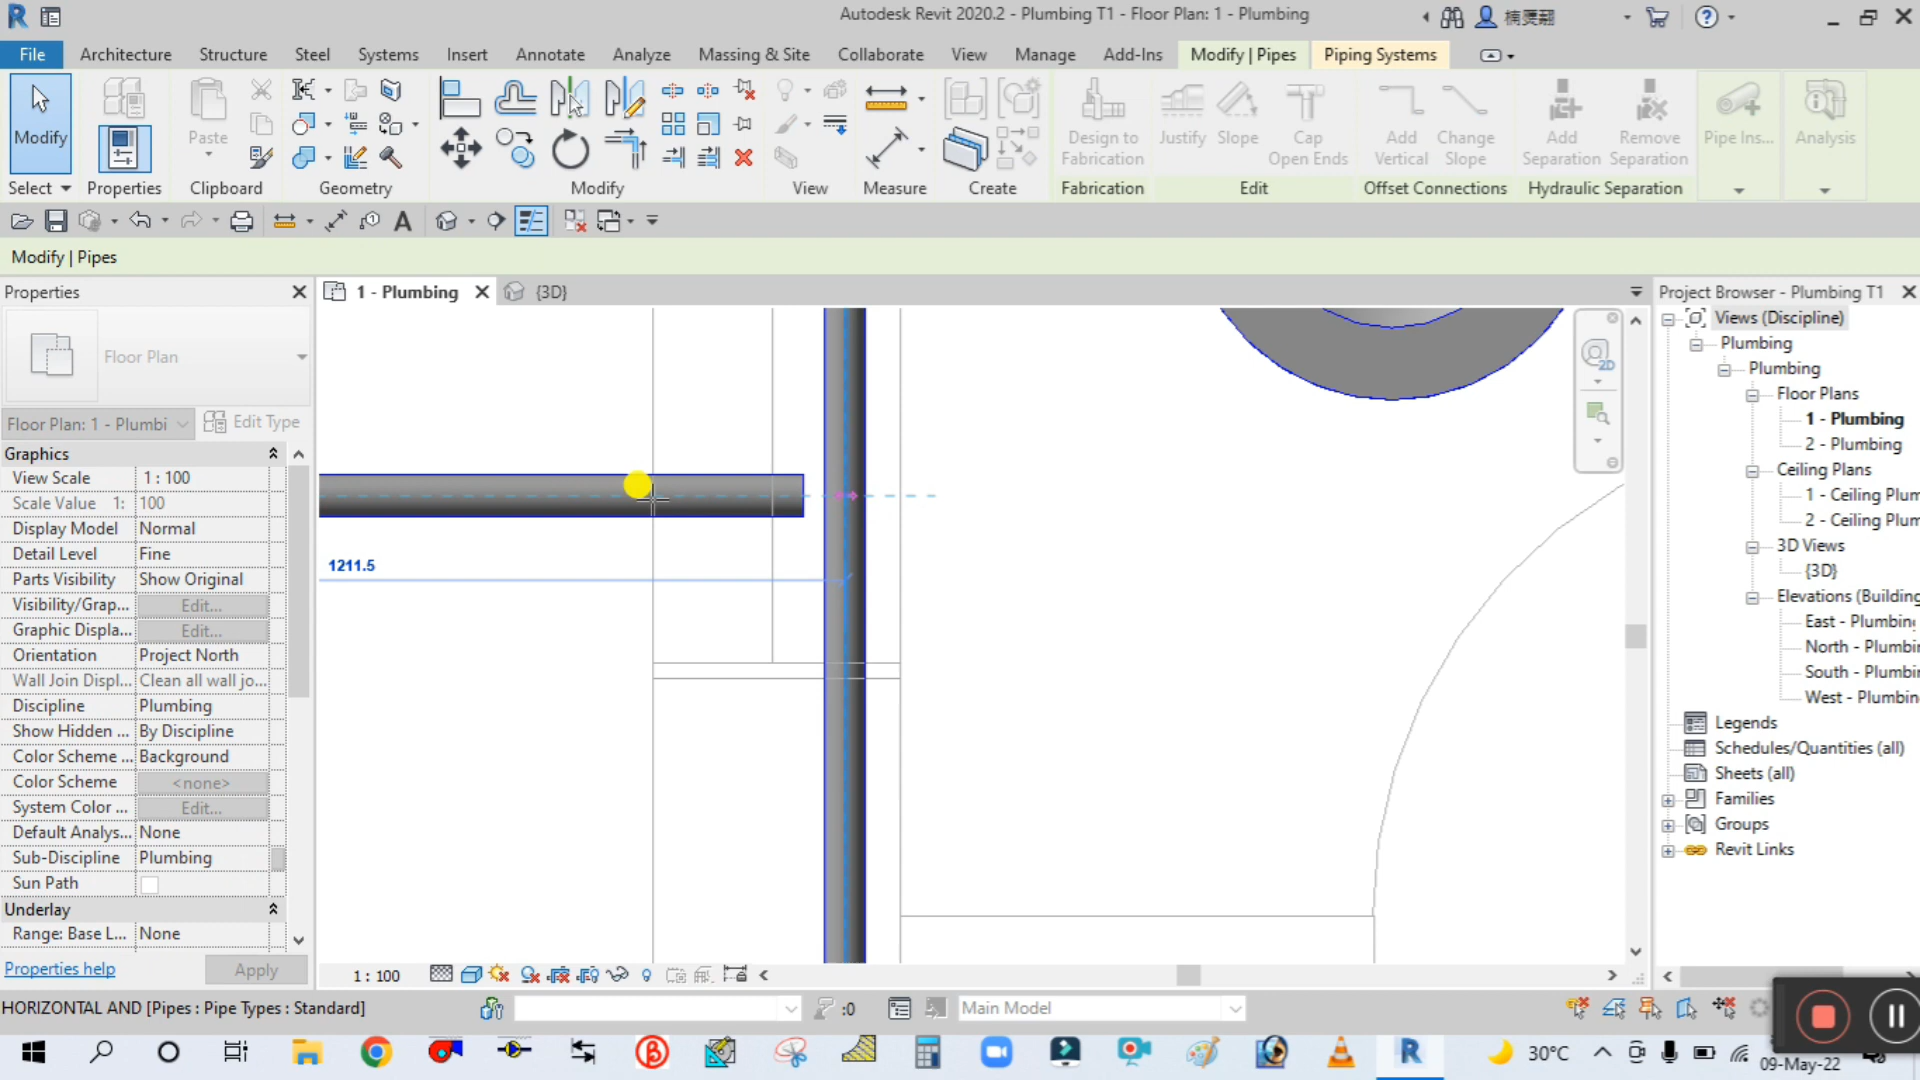 Autodesk Revit 2020.2 - Plumbing T1 - Floor Plan: 1 - Plumbing
File Architecture Structure Steel Systems Insert Annotate Analyze Massing & Site Collaborate View Manage Add-Ins Modify | Pipes Piping Systems
Modify
Paste
Design to Fabrication
Justify
Slope
Cap Open Ends
Add Vertical
Change Slope
Add Separation
Remove Separation
Pipe Ins...
Analysis
Select Properties Clipboard Geometry Modify View Measure Create Fabrication Edit Offset Connections Hydraulic Separation
Modify | Pipes
Properties
1 - Plumbing
{3D}
Project Browser - Plumbing T1
Floor Plan
Floor Plan: 1 - Plumbi
Edit Type
Graphics
View Scale 1 : 100
Scale Value 1: 100
Display Model Normal
Detail Level Fine
Parts Visibility Show Original
Visibility/Grap... Edit...
Graphic Displa... Edit...
Orientation Project North
Wall Join Displ... Clean all wall jo...
Discipline Plumbing
Show Hidden ... By Discipline
Color Scheme ... Background
Color Scheme <none>
System Color ... Edit...
Default Analys... None
Sub-Discipline Plumbing
Sun Path
Underlay
Range: Base L... None
Properties help
Apply
1211.5
2D
Views (Discipline)
Plumbing
Plumbing
Floor Plans
1 - Plumbing
2 - Plumbing
Ceiling Plans
1 - Ceiling Plum
2 - Ceiling Plum
3D Views
{3D}
Elevations (Building
East - Plumbin
North - Plumbi
South - Plumbi
West - Plumbin
Legends
Schedules/Quantities (all)
Sheets (all)
Families
Groups
Revit Links
1 : 100
HORIZONTAL AND [Pipes : Pipe Types : Standard]
:0
Main Model
30°C
09-May-22